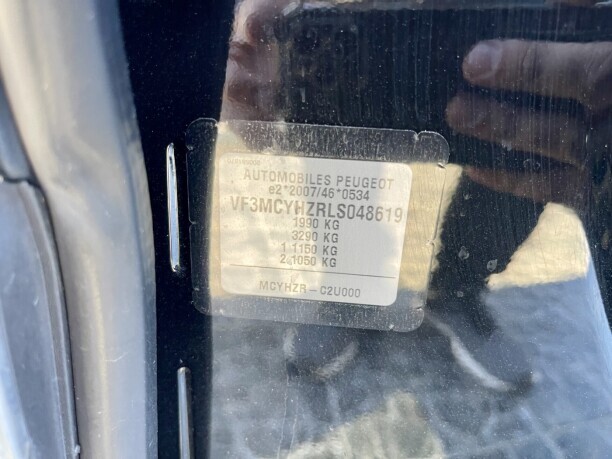 AUTOMOBILES PEUGEOT
e2*2007/46*0534
VF3MCYHZRLS048619
1990 KG
3290 KG
1.1150 KG
2.1050 KG
MCYHZR - C2U000